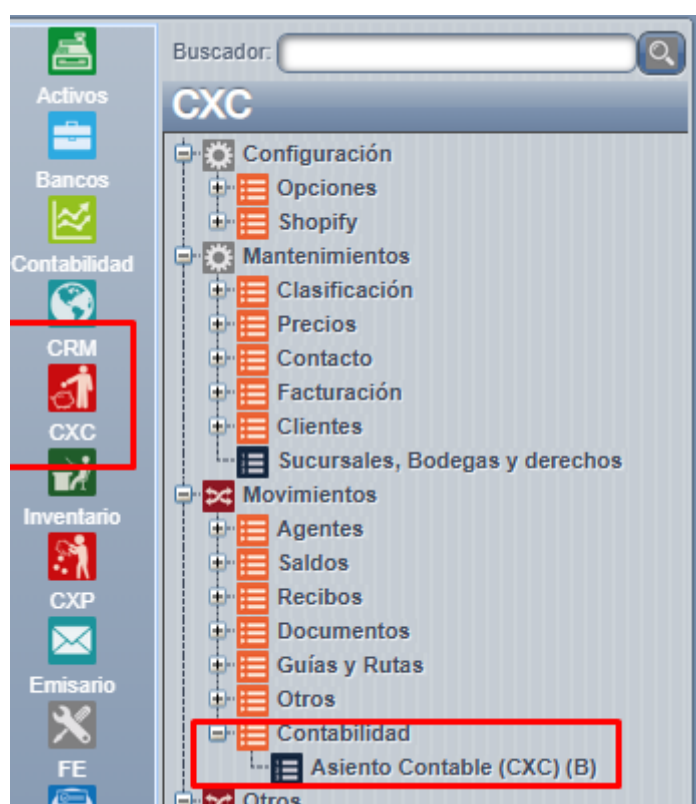 Activos
Bancos
Contabilidad
CRM
CXC
Inventario
CXP
Emisario
FE
Buscador:
CXC
Configuración
Opciones
Shopify
Mantenimientos
Clasificación
Precios
Contacto
Facturación
Clientes
Sucursales, Bodegas y derechos
Movimientos
Agentes
Saldos
Recibos
Documentos
Guías y Rutas
Otros
Contabilidad
Asiento Contable (CXC) (B)
Otros